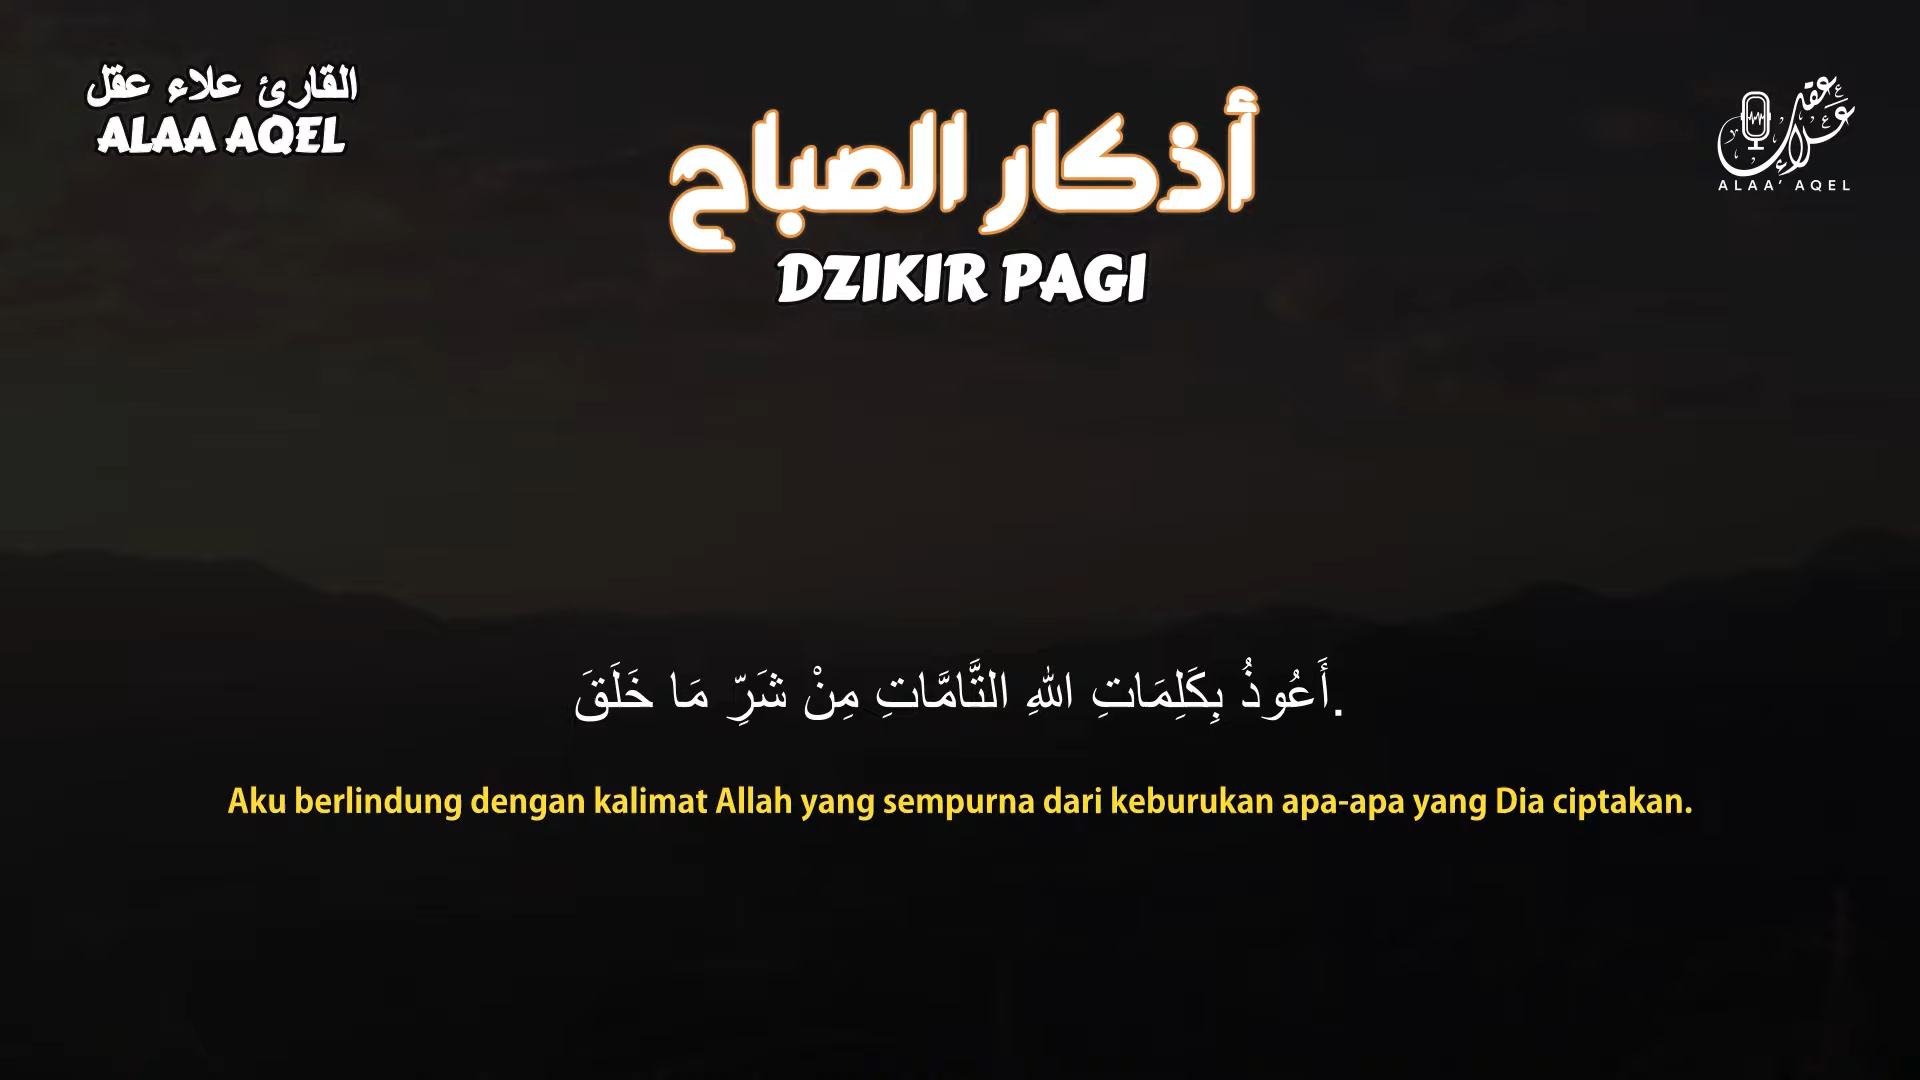 القارئ علاء عقل
ALAA AQEL
أذكار الصباح
DZIKIR PAGI
علاء عقل
ALAA' AQEL
أَعُوذُ بِكَلِمَاتِ اللهِ التَّامَّاتِ مِنْ شَرِّ مَا خَلَقَ.
Aku berlindung dengan kalimat Allah yang sempurna dari keburukan apa-apa yang Dia ciptakan.